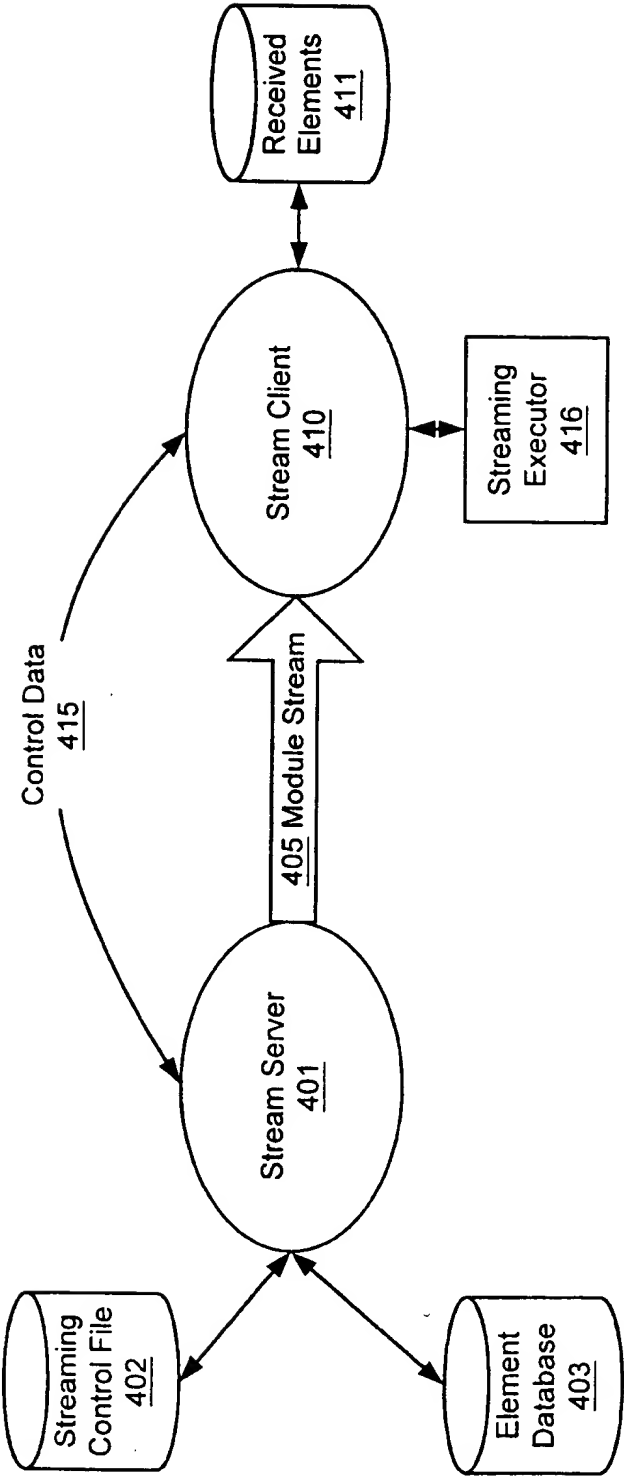 Control Data
415
Streaming
Control File
402
Element
Database
403
Stream Server
401
405 Module Stream
Stream Client
410
Received
Elements
411
Streaming
Executor
416